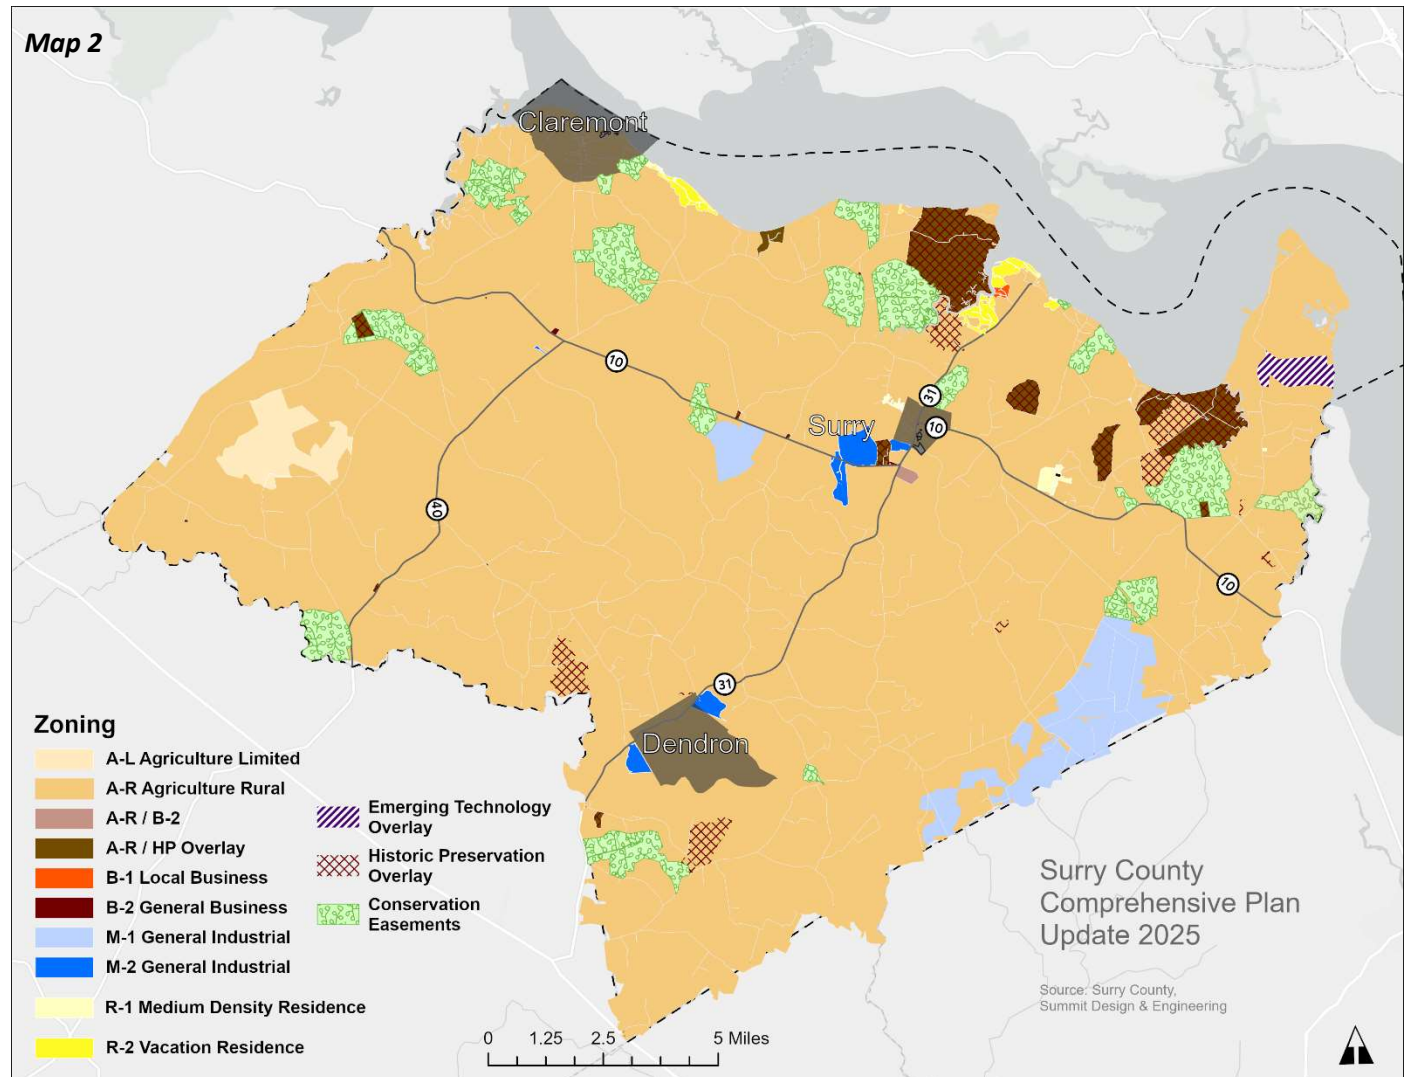 Map 2
Claremont
10
31
Surry
10
40
10
31
Dendron
Zoning
A-L Agriculture Limited
A-R Agriculture Rural
A-R / B-2
A-R / HP Overlay
B-1 Local Business
B-2 General Business
M-1 General Industrial
M-2 General Industrial
R-1 Medium Density Residence
R-2 Vacation Residence
Emerging Technology
Overlay
Historic Preservation
Overlay
Conservation
Easements
Surry County
Comprehensive Plan
Update 2025
Source: Surry County,
Summit Design & Engineering
0 1.25 2.5 5 Miles